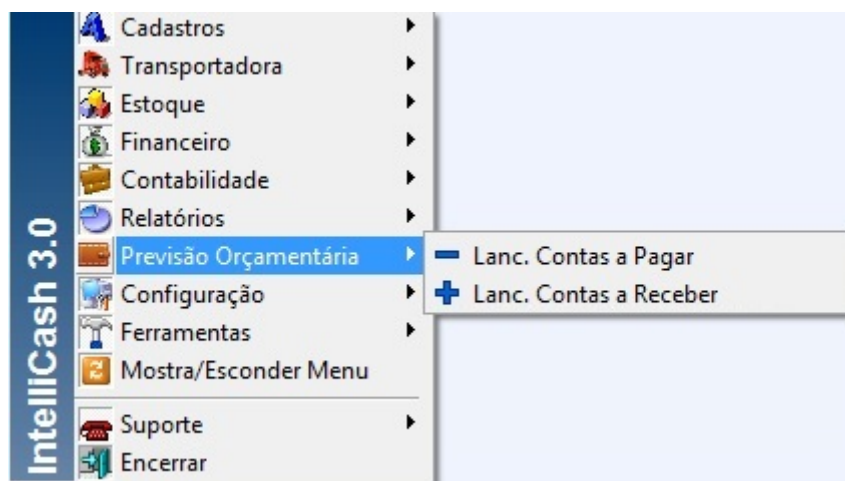 IntelliCash 3.0
Cadastros
Transportadora
Estoque
Financeiro
Contabilidade
Relatórios
Previsão Orçamentária
Lanc. Contas a Pagar
Configuração
Lanc. Contas a Receber
Ferramentas
Mostra/Esconder Menu
Suporte
Encerrar